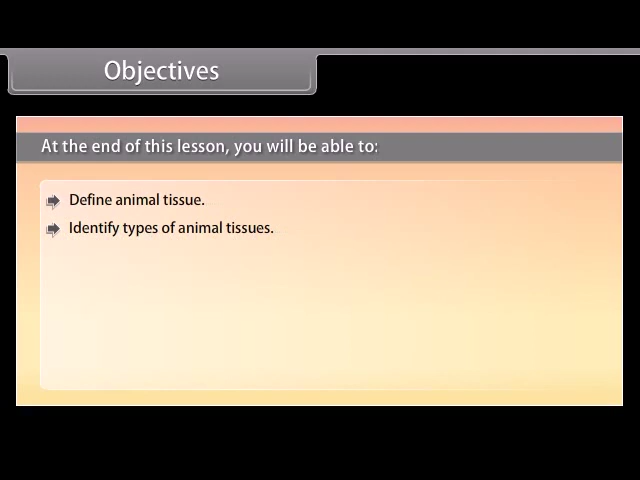 Objectives
At the end of this lesson, you will be able to:
Define animal tissue.
Identify types of animal tissues.